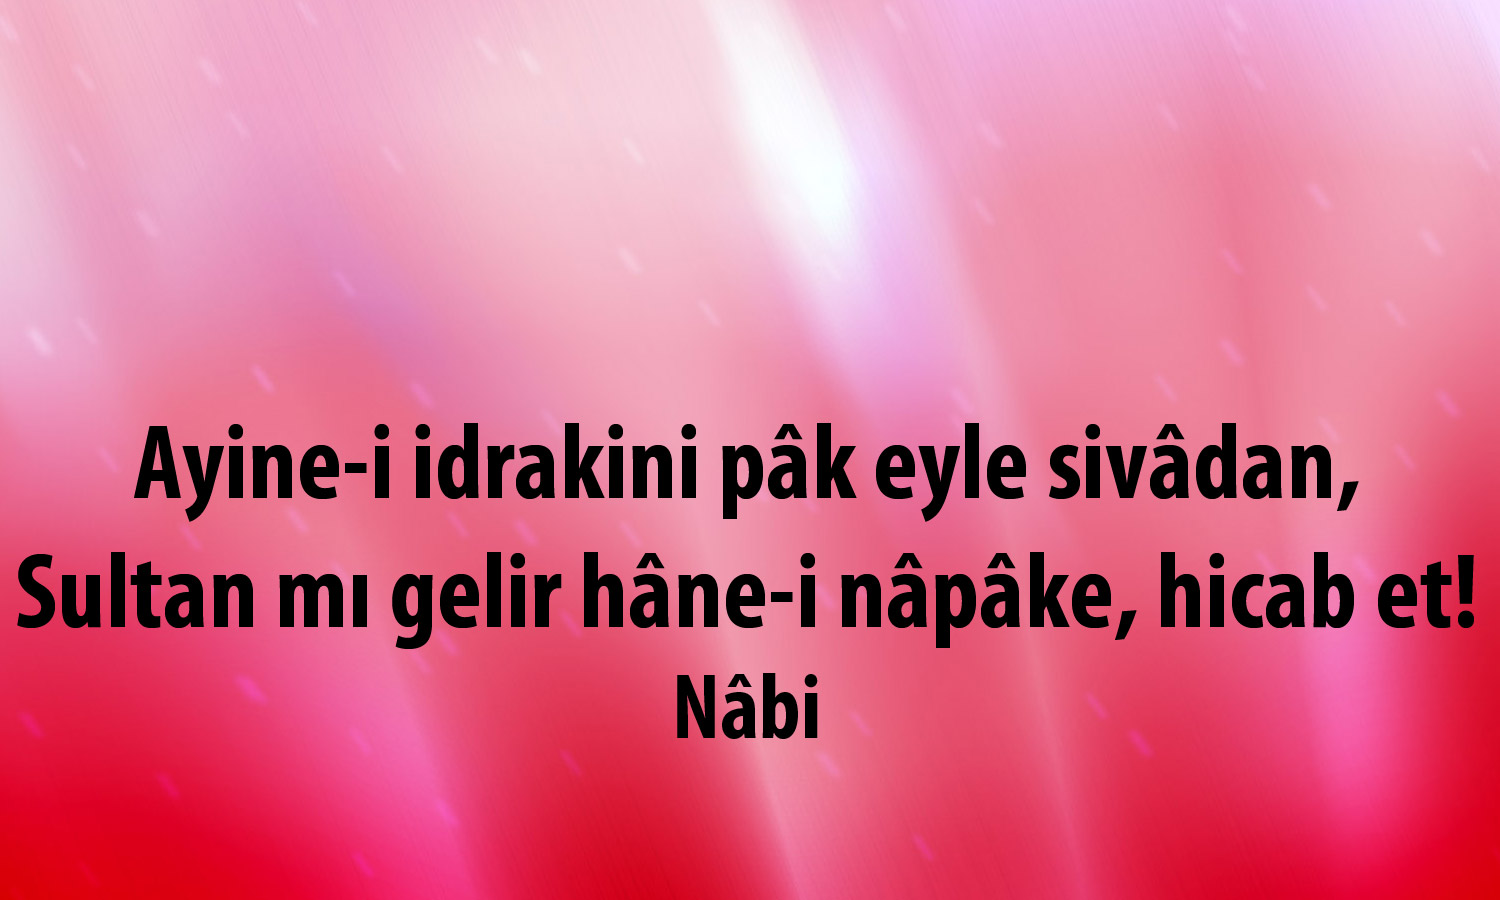 Ayine-i idrakini pâk eyle sivâdan,
Sultan mı gelir hâne-i nâpâke, hicab et!
Nâbi